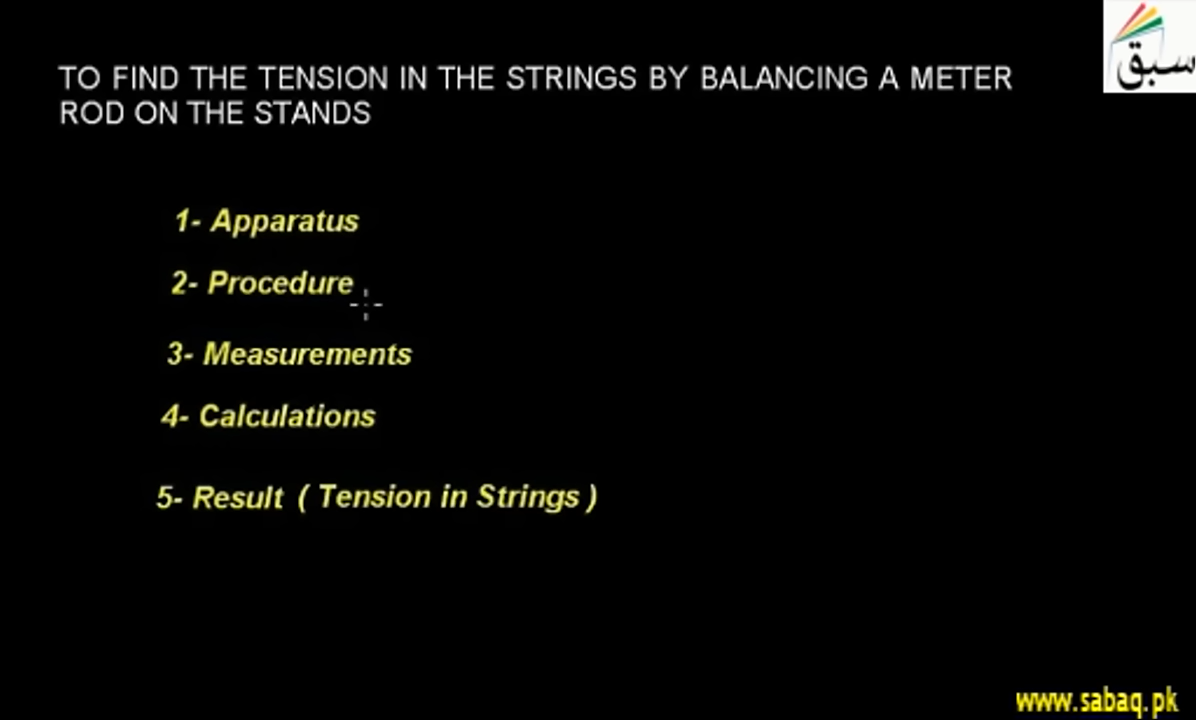 سبق
TO FIND THE TENSION IN THE STRINGS BY BALANCING A METER
ROD ON THE STANDS
1- Apparatus
2- Procedure
3- Measurements
4- Calculations
5- Result ( Tension in Strings )
www.sabaq.pk